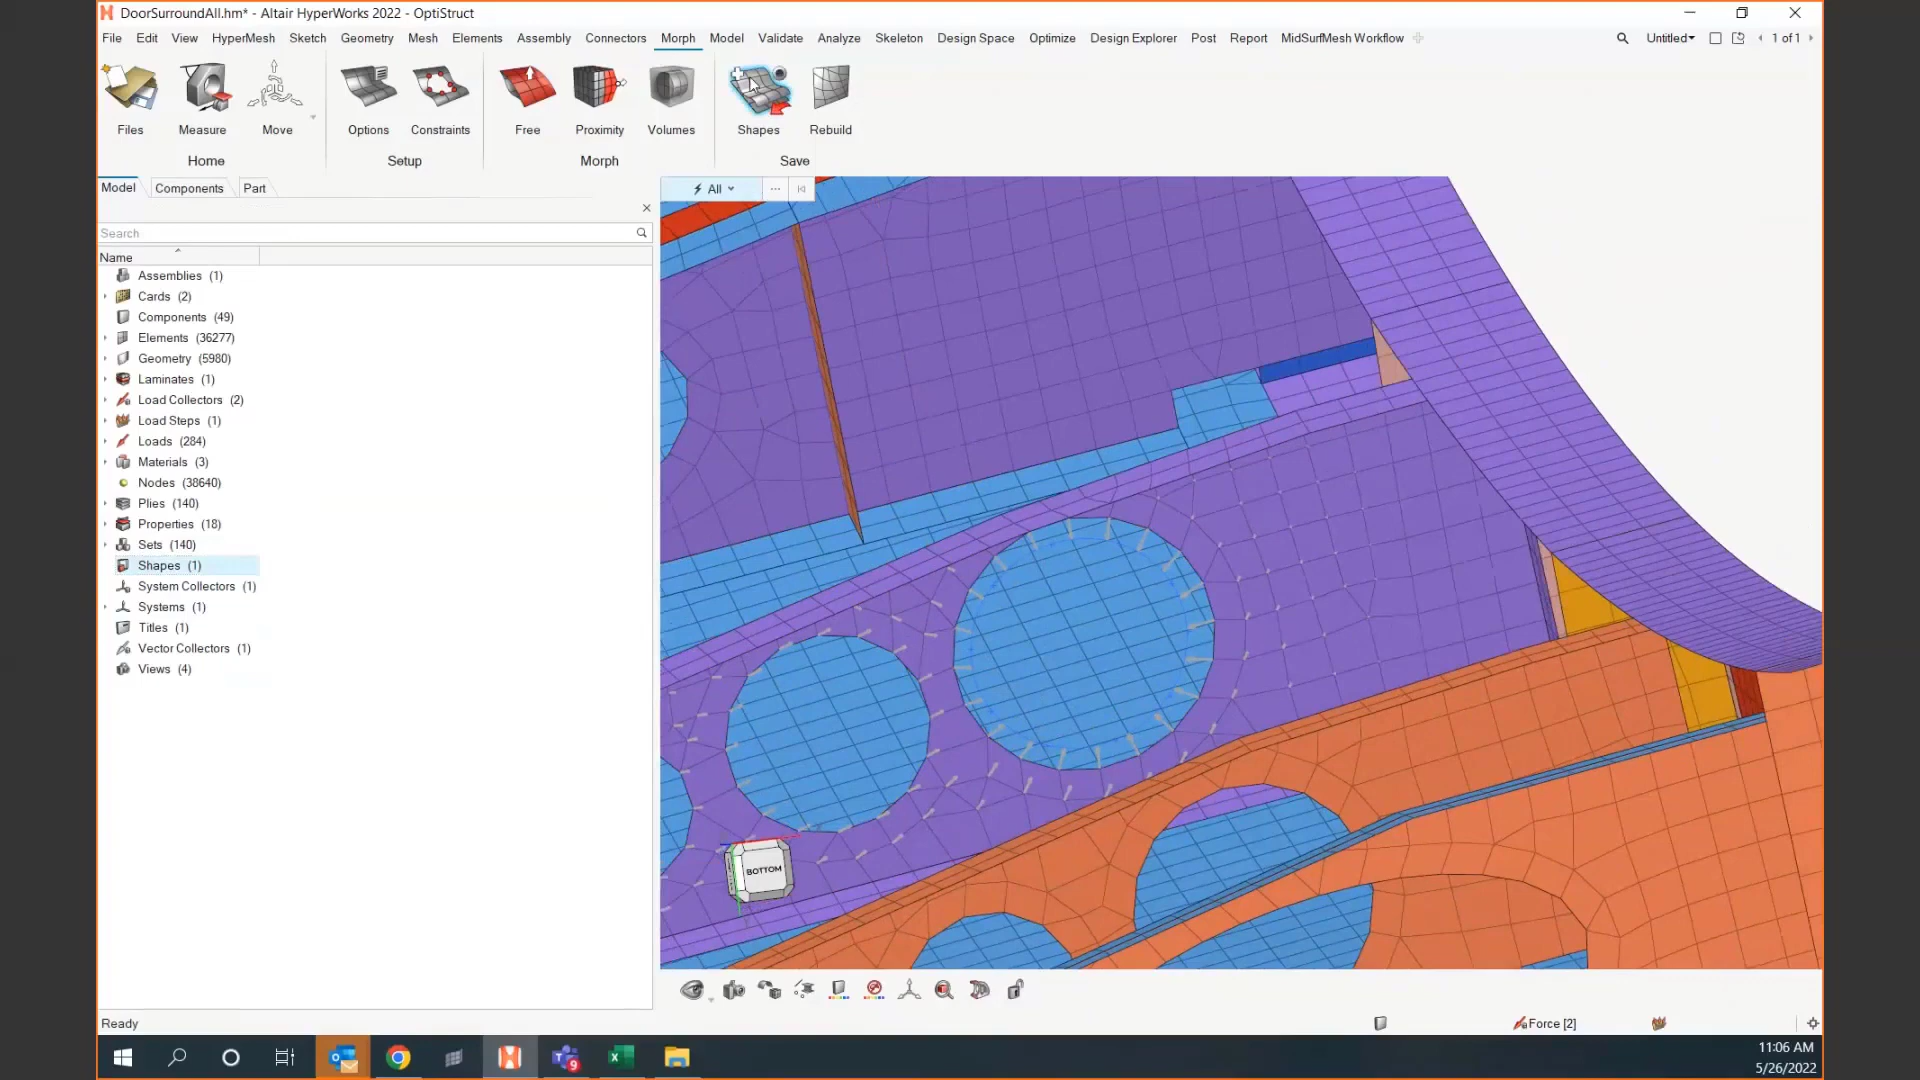 DoorSurroundAll.hm* - Altair HyperWorks 2022 - OptiStruct
File Edit View HyperMesh Sketch Geometry Mesh Elements Assembly Connectors Morph Model Validate Analyze Skeleton Design Space Optimize Design Explorer Post Report MidSurfMesh Workflow Untitled 1 of 1
Files Measure Move Options Constraints Free Proximity Volumes Shapes Rebuild
Home Setup Morph Save
Model Components Part
All
Search
Name
Assemblies (1)
Cards (2)
Components (49)
Elements (36277)
Geometry (5980)
Laminates (1)
Load Collectors (2)
Load Steps (1)
Loads (284)
Materials (3)
Nodes (38640)
Plies (140)
Properties (18)
Sets (140)
Shapes (1)
System Collectors (1)
Systems (1)
Titles (1)
Vector Collectors (1)
Views (4)
BOTTOM
Ready
Force [2]
9
11:06 AM
5/26/2022